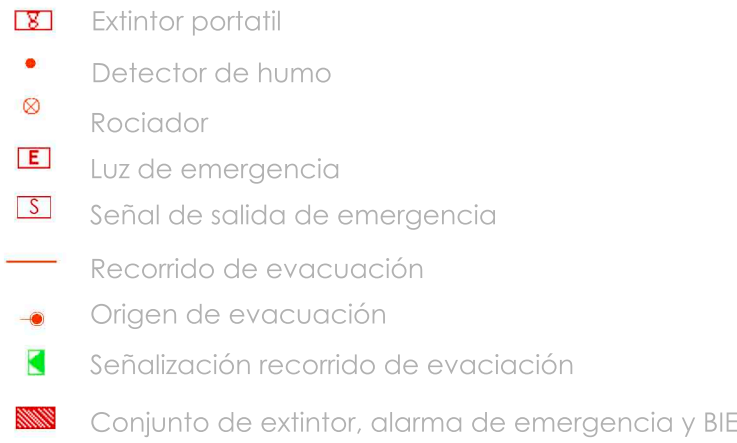 Extintor portatil
Detector de humo
Rociador
E Luz de emergencia
S Señal de salida de emergencia
Recorrido de evacuación
Origen de evacuación
Señalización recorrido de evaciación
Conjunto de extintor, alarma de emergencia y BIE